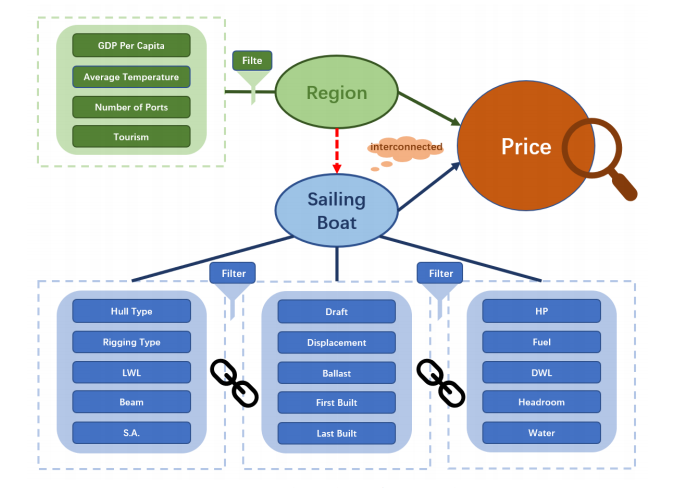 GDP Per Capita
Average Temperature
Number of Ports
Tourism
Filte
Region
interconnected
Price
Sailing
Boat
Filter
Filter
Hull Type
Rigging Type
LWL
Beam
S.A.
Draft
Displacement
Ballast
First Built
Last Built
HP
Fuel
DWL
Headroom
Water